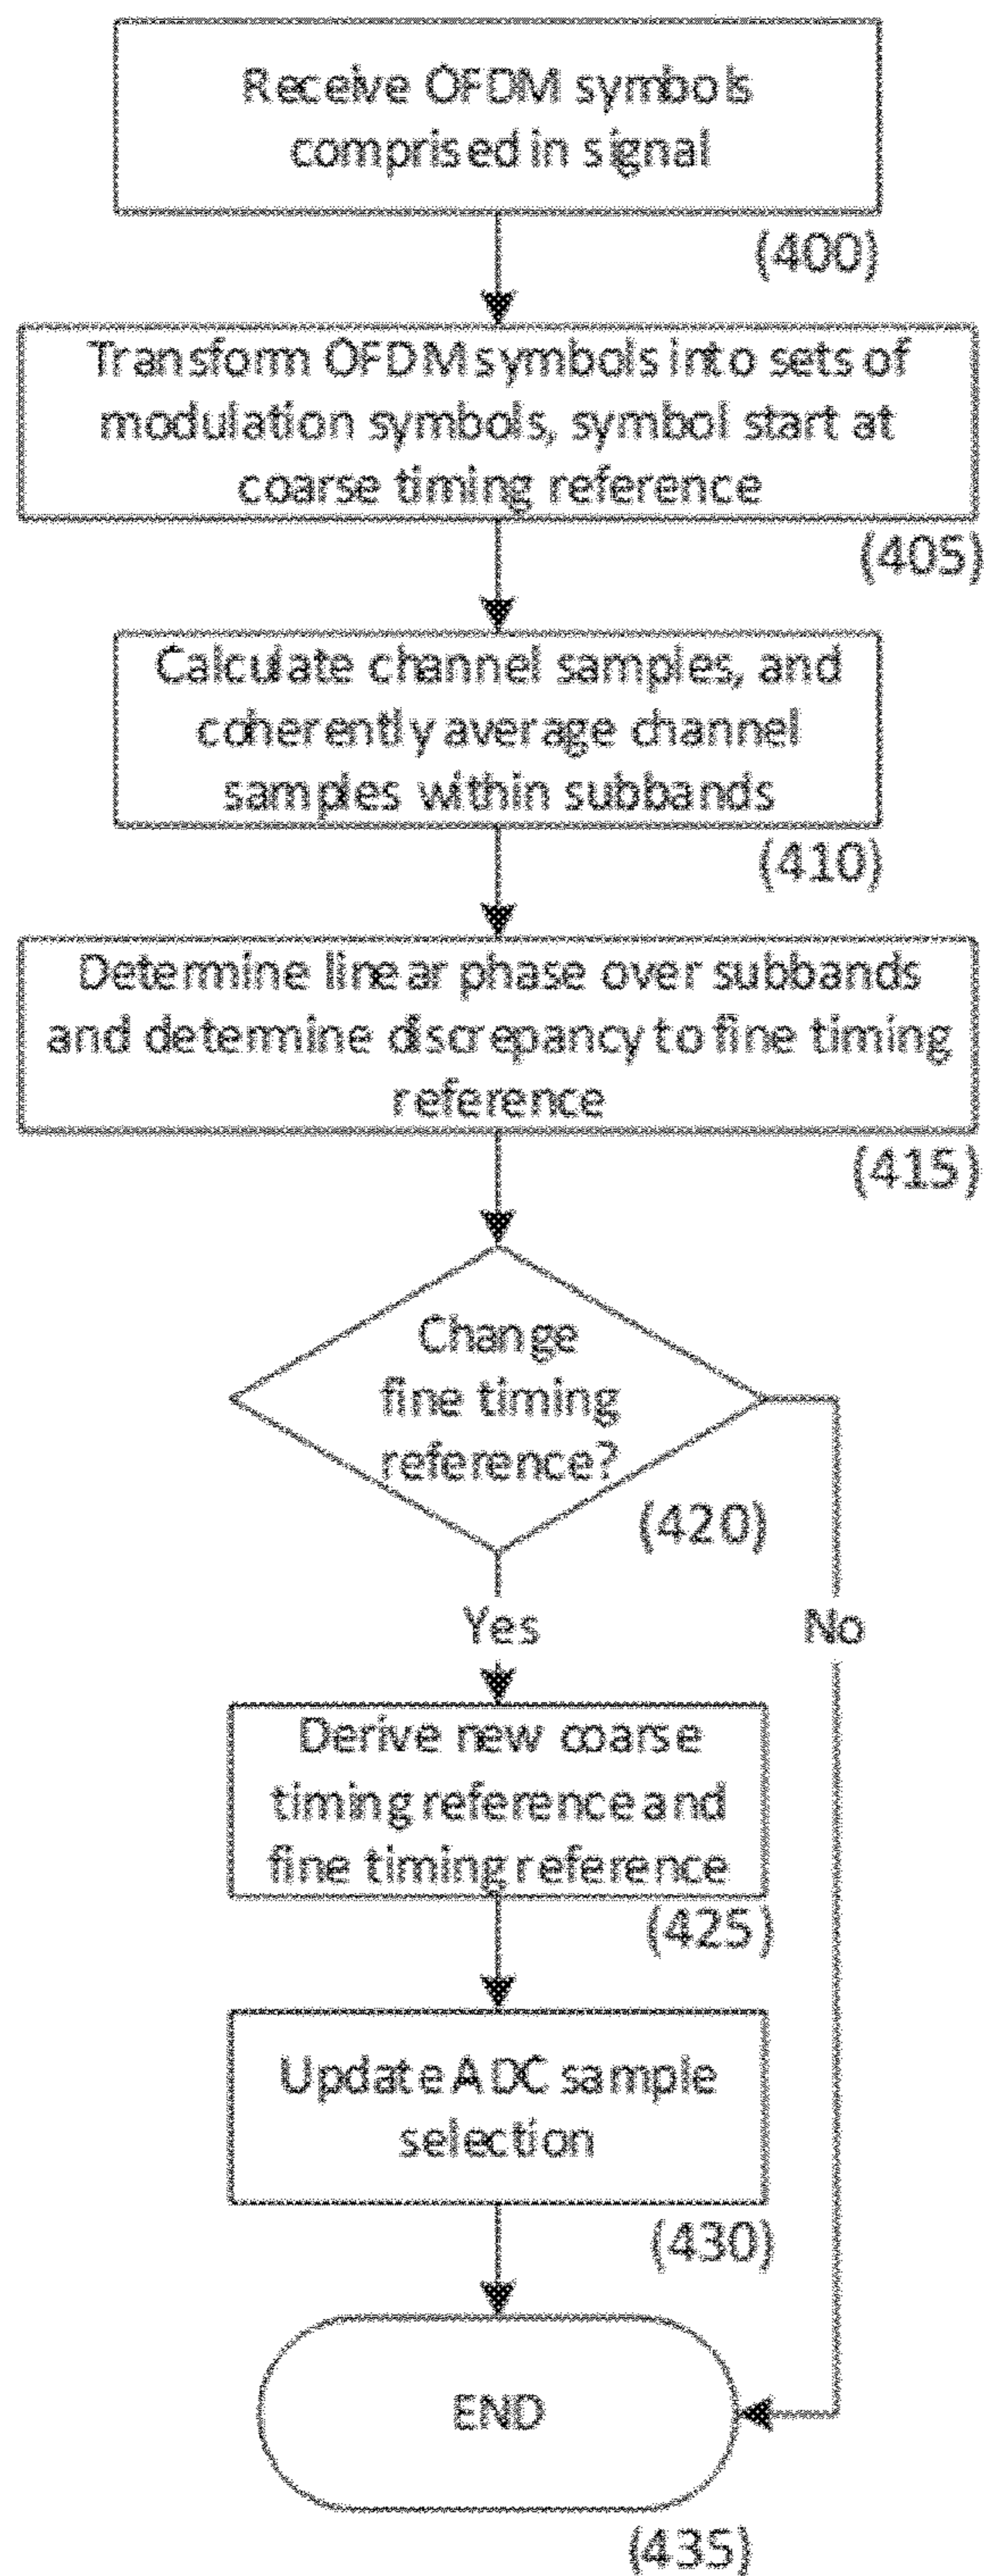 Receive OFDM symbols
comprised in signal
(400)
Transform OFDM symbols into sets of
modulation symbols, symbol start at
coarse timing reference
(405)
Calculate channel samples, and
coherently average channel
samples within subbands
(410)
Determine linear phase over subbands
and determine discrepancy to fine timing
reference
(415)
Change
fine timing
reference?
(420)
Yes
No
Derive new coarse
timing reference and
fine timing reference
(425)
Update ADC sample
selection
(430)
END
(435)